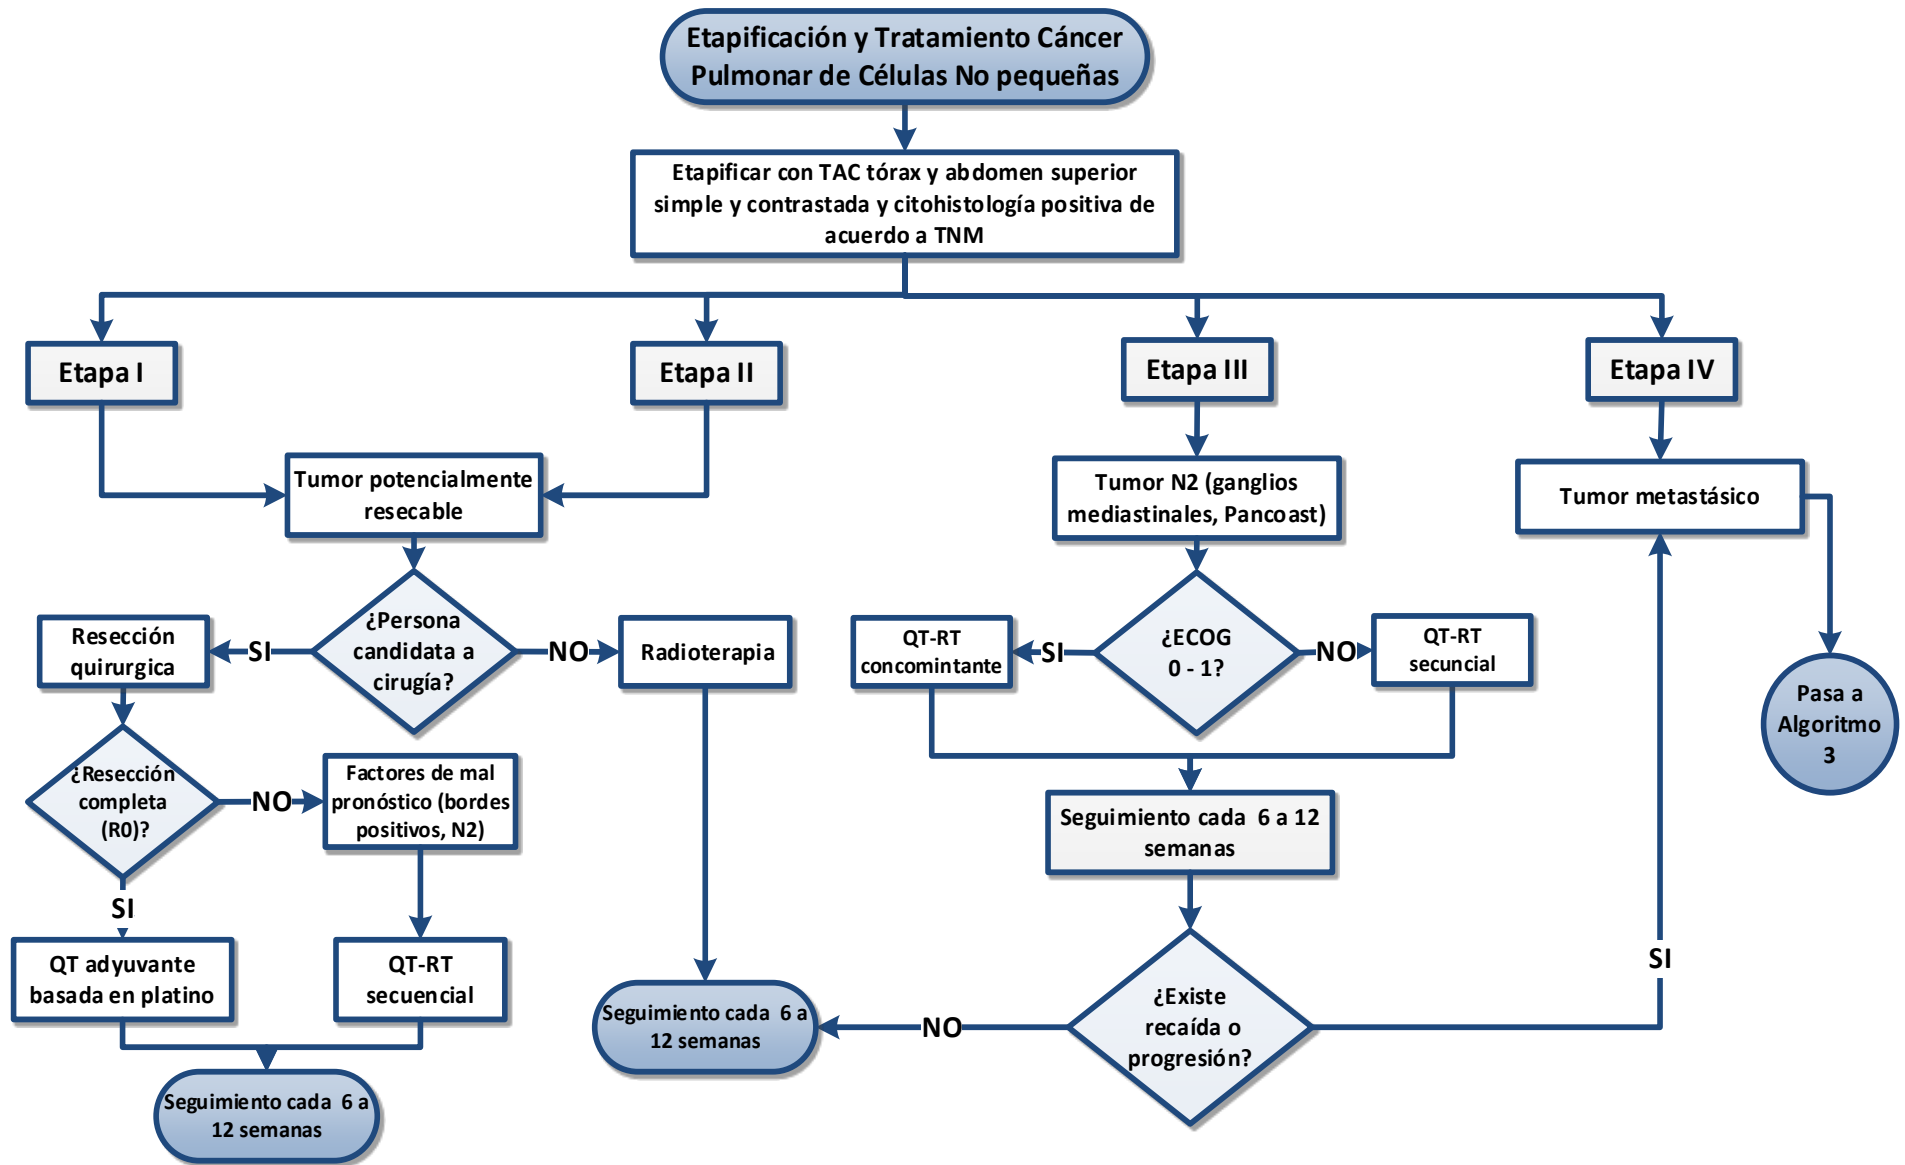 Etapificación y Tratamiento Cáncer
Pulmonar de Células No pequeñas
Etapificar con TAC tórax y abdomen superior
simple y contrastada y citohistología positiva de
acuerdo a TNM
Etapa I
Etapa II
Etapa III
Etapa IV
Tumor potencialmente
resecable
Tumor N2 (ganglios
mediastinales, Pancoast)
Tumor metastásico
¿Persona
candidata a
cirugía?
SI
NO
Resección
quirurgica
Radioterapia
¿ECOG
0 - 1?
SI
NO
QT-RT
concomintante
QT-RT
secuncial
Pasa a
Algoritmo
3
¿Resección
completa
(R0)?
NO
SI
Factores de mal
pronóstico (bordes
positivos, N2)
Seguimiento cada 6 a 12
semanas
QT adyuvante
basada en platino
QT-RT
secuencial
¿Existe
recaída o
progresión?
NO
SI
Seguimiento cada 6 a
12 semanas
Seguimiento cada 6 a
12 semanas